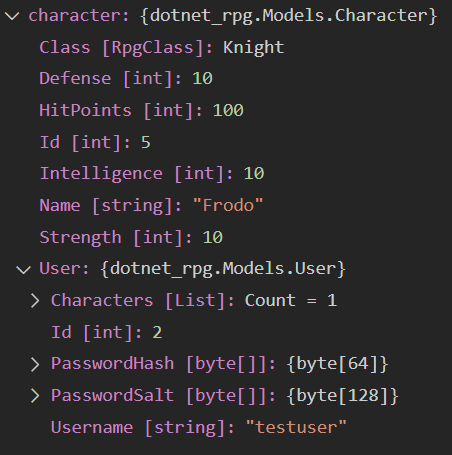 character: {dotnet_rpg.Models.Character}
Class [RpgClass]: Knight
Defense [int]: 10
HitPoints [int]: 100
Id [int]: 5
Intelligence [int]: 10
Name [string]: "Frodo"
Strength [int]: 10
User: {dotnet_rpg.Models.User}
Characters [List]: Count = 1
Id [int]: 2
PasswordHash [byte[]]: {byte[64]}
PasswordSalt [byte[]]: {byte[128]}
Username [string]: "testuser"